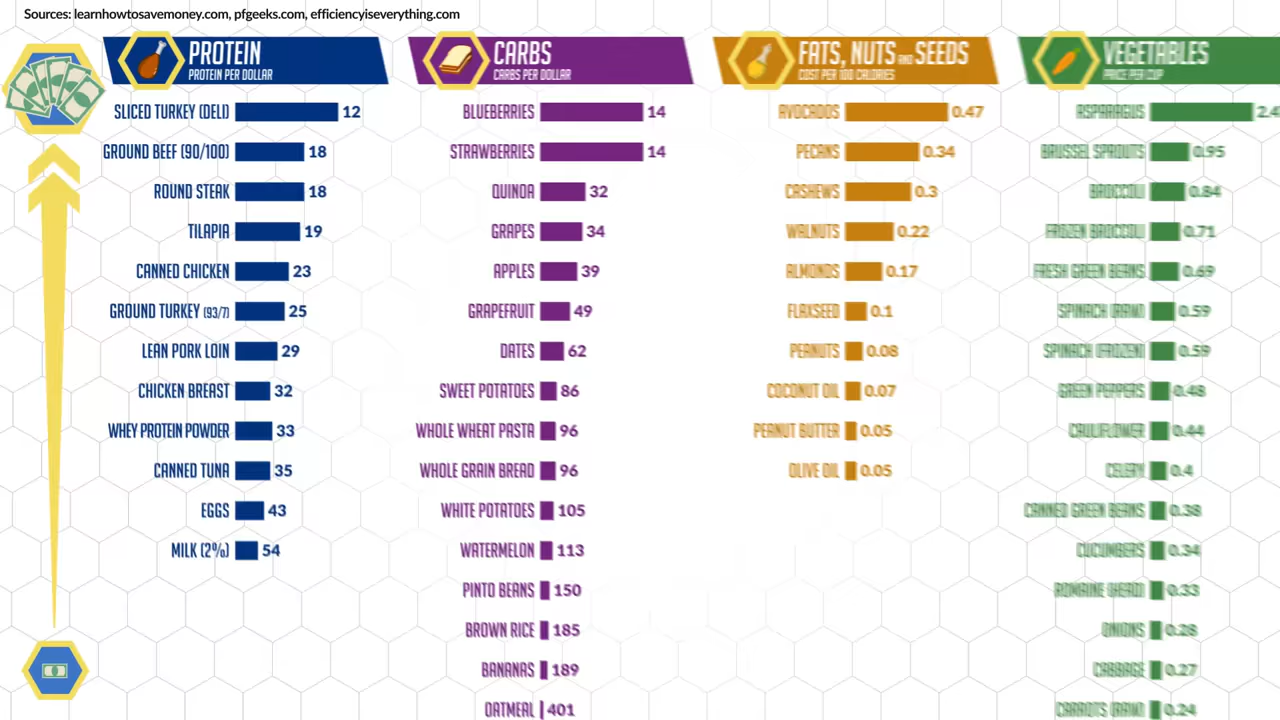 Sources: learnhowtosavemoney.com, pfgeeks.com, efficiencyiseverything.com
PROTEIN
PROTEIN PER DOLLAR
SLICED TURKEY (DELI) 12
GROUND BEEF (90/100) 18
ROUND STEAK 18
TILAPIA 19
CANNED CHICKEN 23
GROUND TURKEY (93/7) 25
LEAN PORK LOIN 29
CHICKEN BREAST 32
WHEY PROTEIN POWDER 33
CANNED TUNA 35
EGGS 43
MILK (2%) 54
CARBS
CARBS PER DOLLAR
BLUEBERRIES 14
STRAWBERRIES 14
QUINOA 32
GRAPES 34
APPLES 39
GRAPEFRUIT 49
DATES 62
SWEET POTATOES 86
WHOLE WHEAT PASTA 96
WHOLE GRAIN BREAD 96
WHITE POTATOES 105
WATERMELON 113
PINTO BEANS 150
BROWN RICE 185
BANANAS 189
OATMEAL 401
FATS, NUTS AND SEEDS
COST PER 100 CALORIES
AVOCADOS 0.47
PECANS 0.34
CASHEWS 0.3
WALNUTS 0.22
ALMONDS 0.17
FLAXSEED 0.1
PEANUTS 0.08
COCONUT OIL 0.07
PEANUT BUTTER 0.05
OLIVE OIL 0.05
VEGETABLES
PRICE PER CUP
ASPARAGUS 2.4
BRUSSEL SPROUTS 0.95
BROCCOLI 0.84
FROZEN BROCCOLI 0.71
FRESH GREEN BEANS 0.69
SPINACH (RAW) 0.59
SPINACH (FROZEN) 0.59
GREEN PEPPERS 0.48
CAULIFLOWER 0.44
CELERY 0.4
CANNED GREEN BEANS 0.38
CUCUMBERS 0.34
ROMAINE (HEAD) 0.33
ONIONS 0.28
CABBAGE 0.27
CARROTS (RAW) 0.24